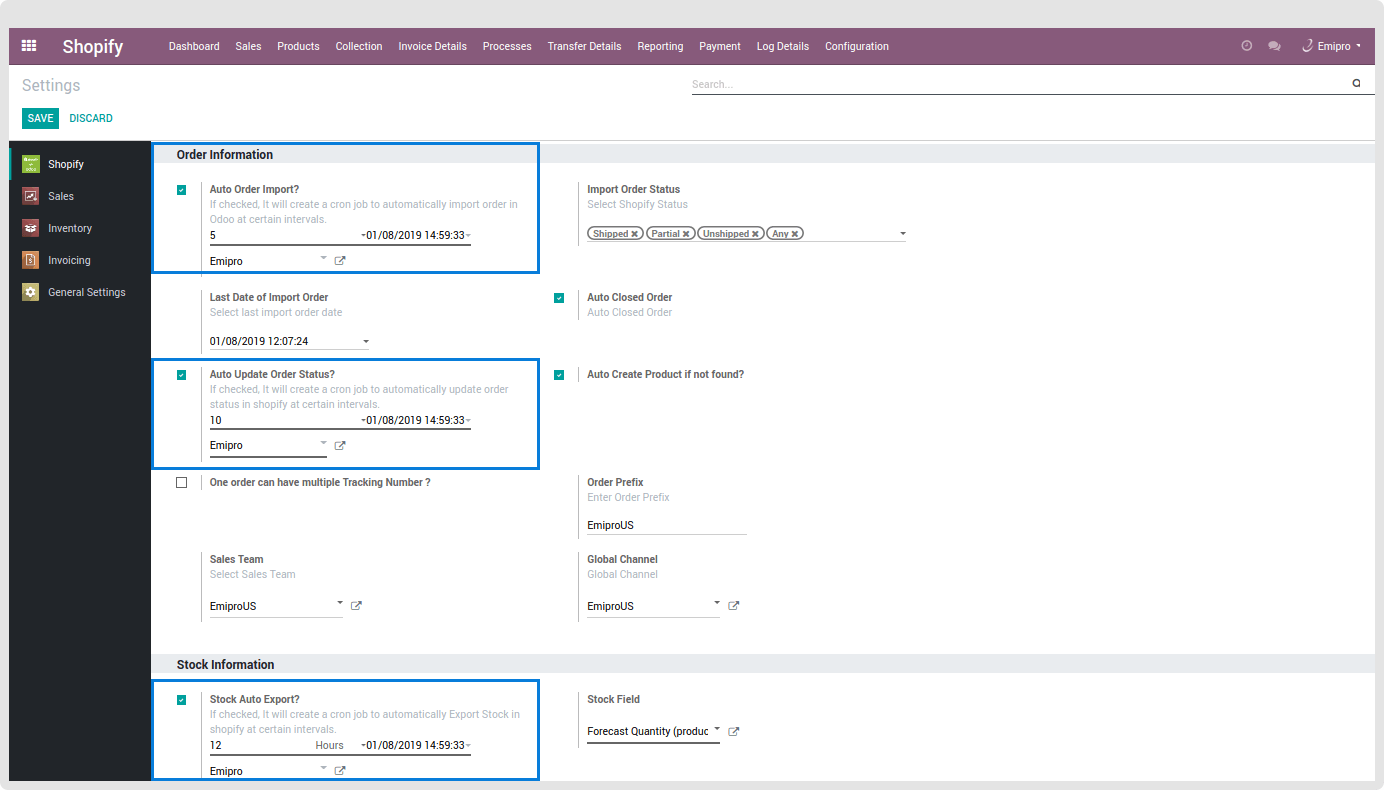 Shopify Dashboard Sales Products Collection Invoice Details Processes Transfer Details Reporting Payment Log Details Configuration Emipro
Settings Search...
SAVE DISCARD
Shopify
Sales
Inventory
Invoicing
General Settings
Order Information
Auto Order Import?
If checked, It will create a cron job to automatically import order in
Odoo at certain intervals.
5 01/08/2019 14:59:33
Emipro
Import Order Status
Select Shopify Status
Shipped Partial Unshipped Any
Last Date of Import Order
Select last import order date
01/08/2019 12:07:24
Auto Closed Order
Auto Closed Order
Auto Update Order Status?
If checked, It will create a cron job to automatically update order
status in shopify at certain intervals.
10 01/08/2019 14:59:33
Emipro
Auto Create Product if not found?
One order can have multiple Tracking Number ?
Order Prefix
Enter Order Prefix
EmiproUS
Sales Team
Select Sales Team
EmiproUS
Global Channel
Global Channel
EmiproUS
Stock Information
Stock Auto Export?
If checked, It will create a cron job to automatically Export Stock in
shopify at certain intervals.
12 Hours 01/08/2019 14:59:33
Emipro
Stock Field
Forecast Quantity (produc